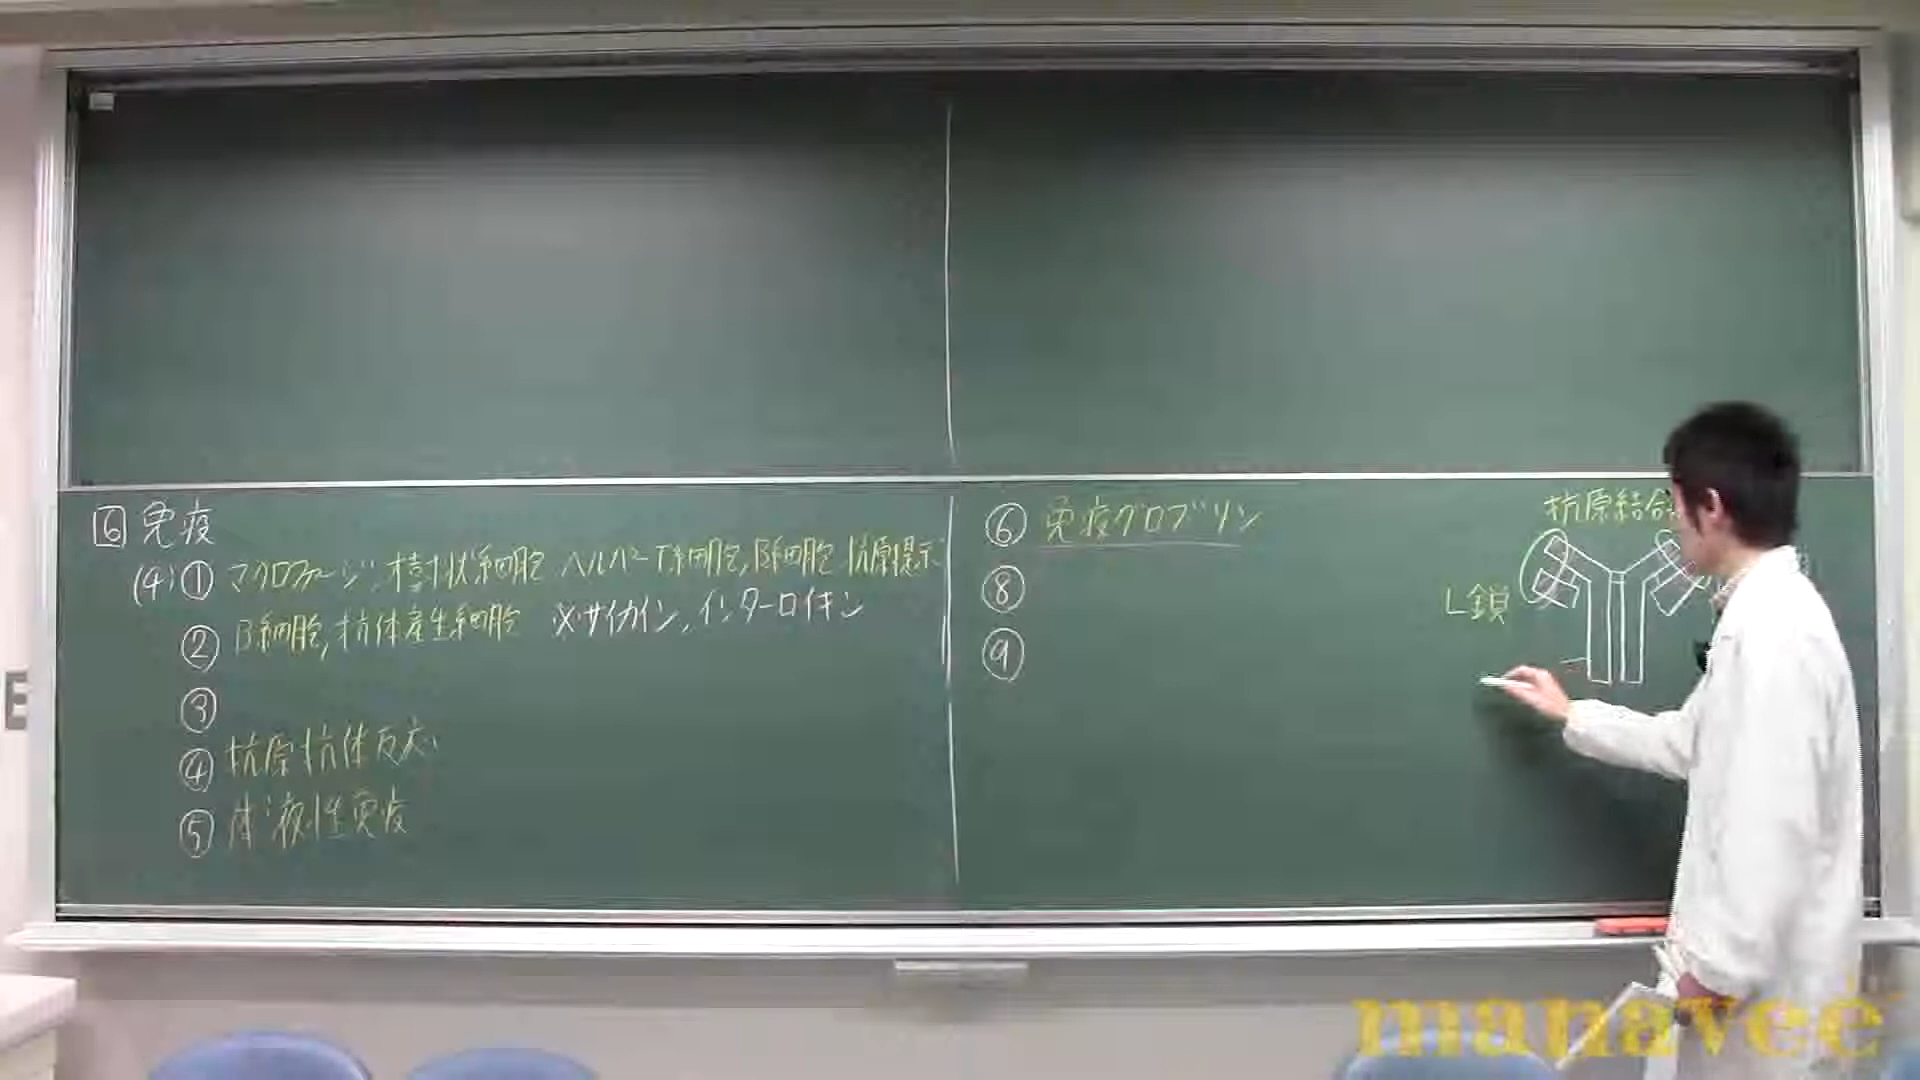 6 免疫
(4) ① マクロファージ, 樹状細胞 ヘルパーT細胞, B細胞 抗原提示
② B細胞, 抗体産生細胞 ※サイカイン, インターロイキン
③
④ 抗原抗体反応
⑤ 体液性免疫
⑥ 免疫グロブリン
⑧
⑨
抗原結合
L鎖
manavee